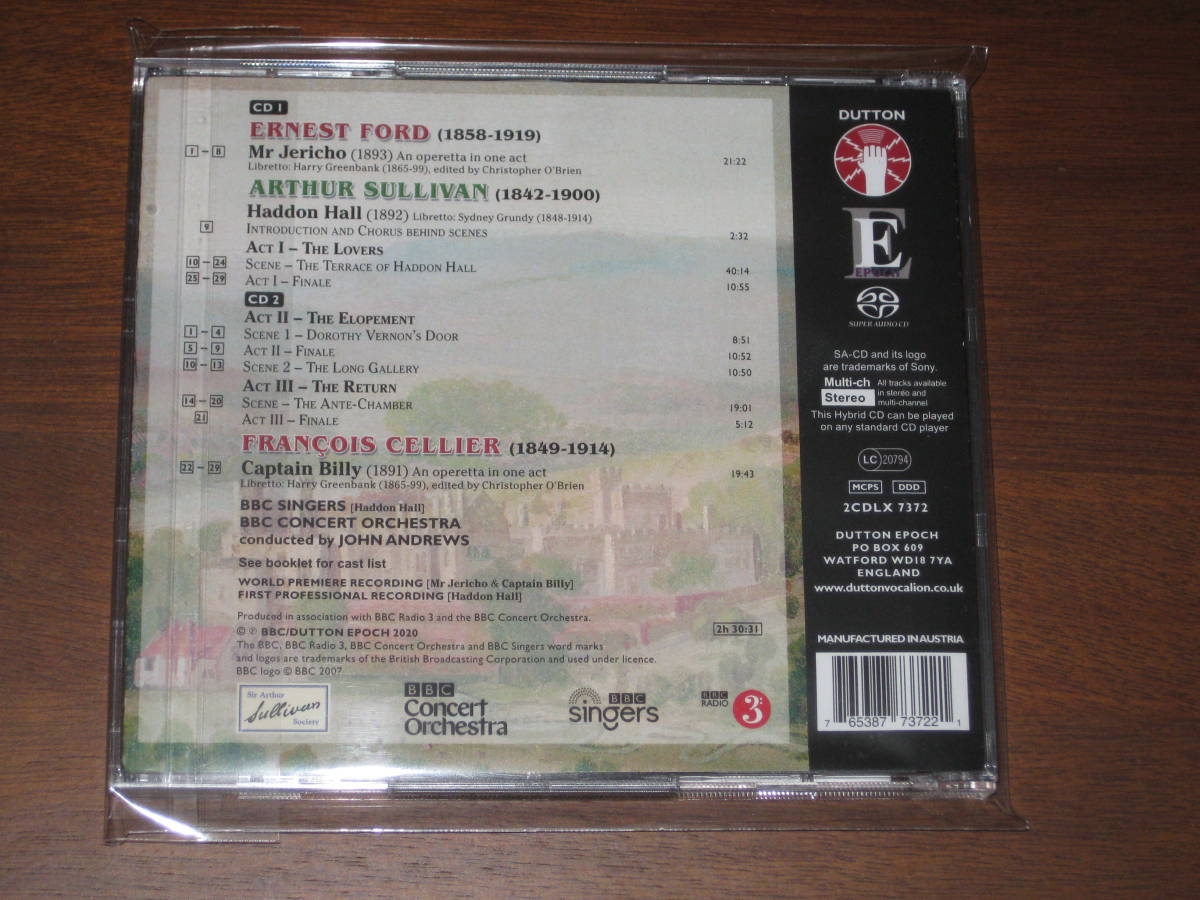 CD 1
ERNEST FORD (1858-1919)
1 – 8 Mr Jericho (1893) An operetta in one act 21:22
Libretto: Harry Greenbank (1865-99), edited by Christopher O'Brien
ARTHUR SULLIVAN (1842-1900)
Haddon Hall (1892) Libretto: Sydney Grundy (1848-1914)
9 INTRODUCTION AND CHORUS BEHIND SCENES 2:32
ACT I – THE LOVERS
10 – 24 SCENE – THE TERRACE OF HADDON HALL 40:14
25 – 29 ACT I – FINALE 10:55
CD 2
ACT II – THE ELOPEMENT
1 – 4 SCENE 1 – DOROTHY VERNON'S DOOR 8:51
5 – 9 ACT II – FINALE 10:52
10 – 13 SCENE 2 – THE LONG GALLERY 10:50
ACT III – THE RETURN
14 – 20 SCENE – THE ANTE-CHAMBER 19:01
21 ACT III – FINALE 5:12
FRANÇOIS CELLIER (1849-1914)
22 – 29 Captain Billy (1891) An operetta in one act 19:43
Libretto: Harry Greenbank (1865-99), edited by Christopher O'Brien
BBC SINGERS [Haddon Hall]
BBC CONCERT ORCHESTRA
conducted by JOHN ANDREWS
See booklet for cast list
WORLD PREMIERE RECORDING [Mr Jericho & Captain Billy]
FIRST PROFESSIONAL RECORDING [Haddon Hall]
Produced in association with BBC Radio 3 and the BBC Concert Orchestra.
© ℗ BBC/DUTTON EPOCH 2020 2h 30:31
The BBC, BBC Radio 3, BBC Concert Orchestra and BBC Singers word marks
and logos are trademarks of the British Broadcasting Corporation and used under licence.
BBC logo © BBC 2007
Sir Arthur
Sullivan
Society
BBC
Concert
Orchestra
BBC
singers
BBC
RADIO
3
DUTTON
E
EPOCH
SUPER AUDIO CD
SA-CD and its logo
are trademarks of Sony.
Multi-ch
Stereo
All tracks available
in stereo and
multi-channel
This Hybrid CD can be played
on any standard CD player
LC 20794
MCPS DDD
2CDLX 7372
DUTTON EPOCH
PO BOX 609
WATFORD WD18 7YA
ENGLAND
www.duttonvocalion.co.uk
MANUFACTURED IN AUSTRIA
7 65387 73722 1